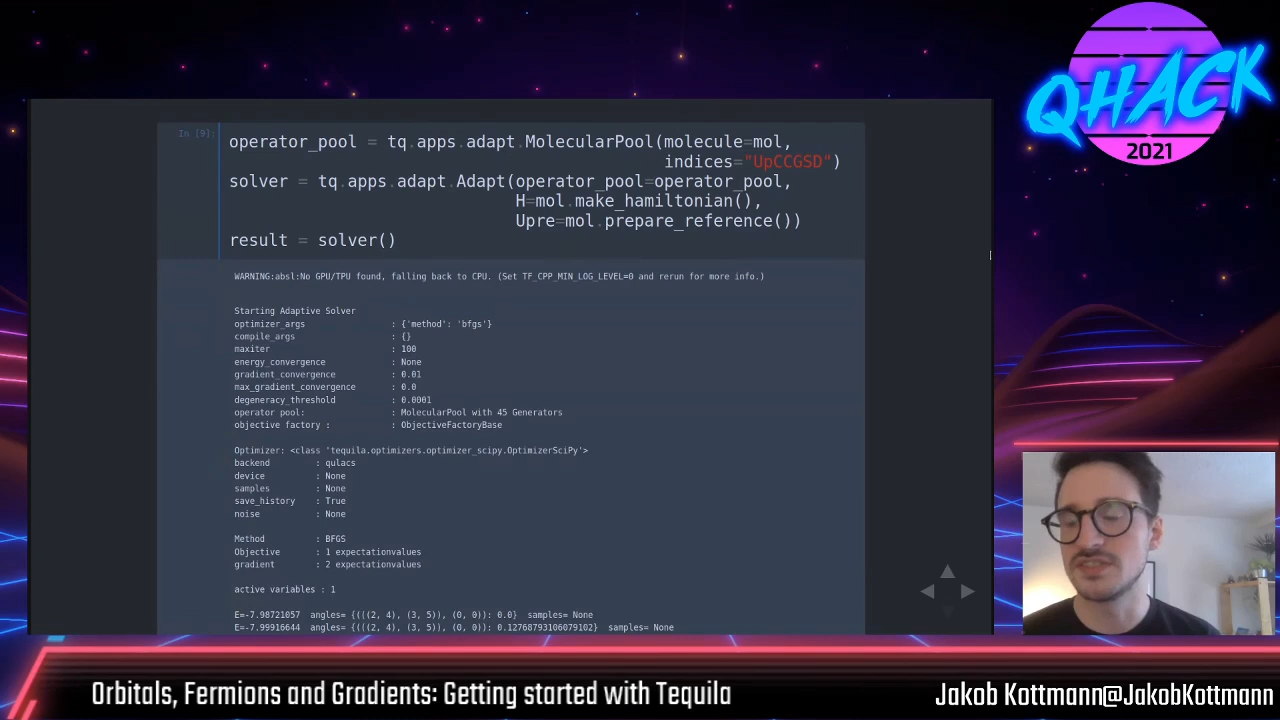 QHACK
2021
In [9]:
operator_pool = tq.apps.adapt.MolecularPool(molecule=mol,
indices="UpCCGSD")
solver = tq.apps.adapt.Adapt(operator_pool=operator_pool,
H=mol.make_hamiltonian(),
Upre=mol.prepare_reference())
result = solver()
WARNING:absl:No GPU/TPU found, falling back to CPU. (Set TF_CPP_MIN_LOG_LEVEL=0 and rerun for more info.)
Starting Adaptive Solver
optimizer_args : {'method': 'bfgs'}
compile_args : {}
maxiter : 100
energy_convergence : None
gradient_convergence : 0.01
max_gradient_convergence : 0.0
degeneracy_threshold : 0.0001
operator pool: : MolecularPool with 45 Generators
objective factory : : ObjectiveFactoryBase
Optimizer: <class 'tequila.optimizers.optimizer_scipy.OptimizerSciPy'>
backend : qulacs
device : None
samples : None
save_history : True
noise : None
Method : BFGS
Objective : 1 expectationvalues
gradient : 2 expectationvalues
active variables : 1
E=-7.98721057 angles= {(((2, 4), (3, 5)), (0, 0)): 0.0} samples= None
E=-7.99916644 angles= {(((2, 4), (3, 5)), (0, 0)): 0.12768793106079102} samples= None
Orbitals, Fermions and Gradients: Getting started with Tequila
Jakob Kottmann@JakobKottmann